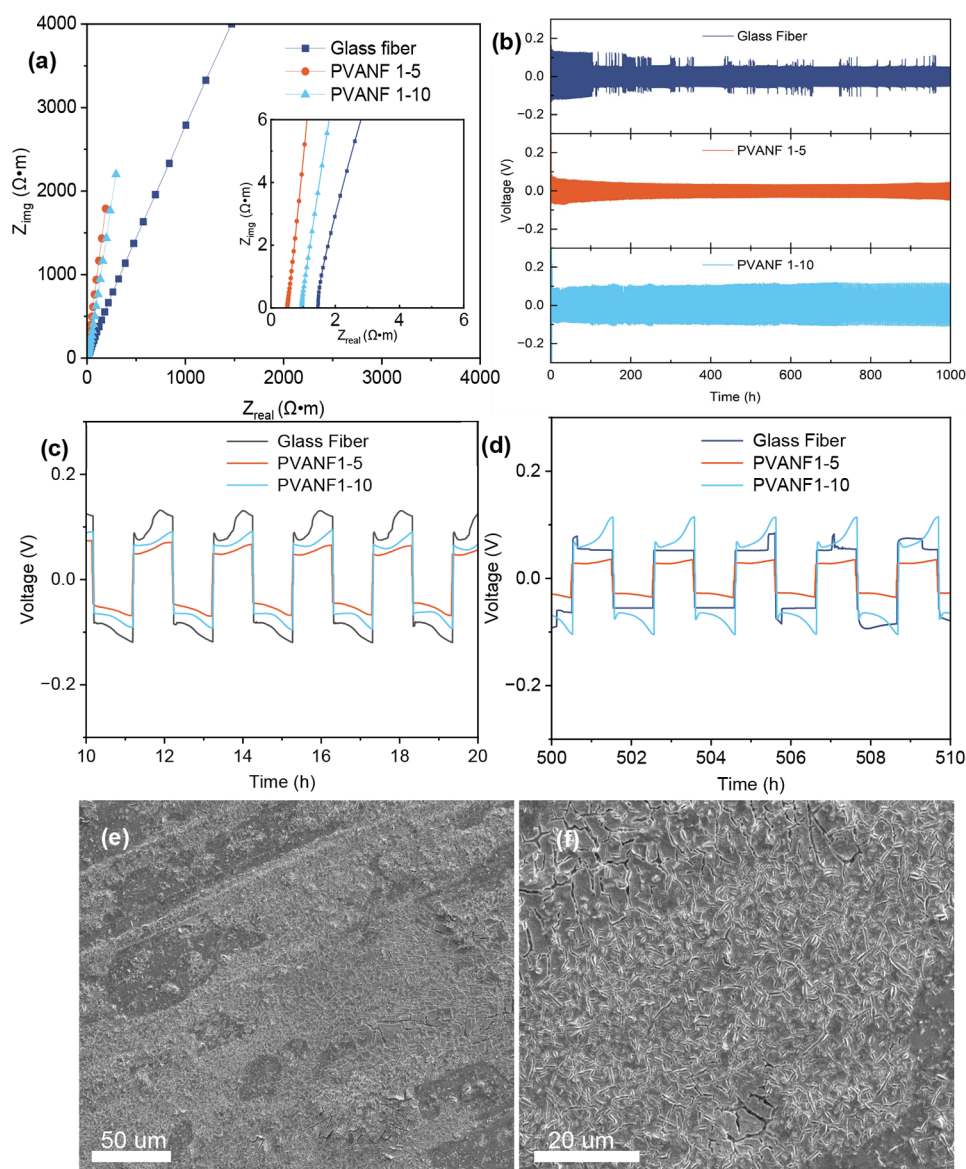 (a)
4000
3000
2000
1000
0
Z_img (Ω•m)
Glass fiber
PVANF 1-5
PVANF 1-10
6
4
2
0
Z_img (Ω•m)
0 2 4 6
Z_real (Ω•m)
0 1000 2000 3000 4000
Z_real (Ω•m)
(b)
Glass Fiber
0.2
0.0
−0.2
PVANF 1-5
0.2
0.0
−0.2
Voltage (V)
PVANF 1-10
0.2
0.0
−0.2
0 200 400 600 800 1000
Time (h)
(c)
Glass Fiber
PVANF1-5
PVANF1-10
0.2
0.0
−0.2
Voltage (V)
10 12 14 16 18 20
Time (h)
(d)
Glass Fiber
PVANF1-5
PVANF1-10
0.2
0.0
−0.2
Voltage (V)
500 502 504 506 508 510
Time (h)
(e)
50 um
(f)
20 um